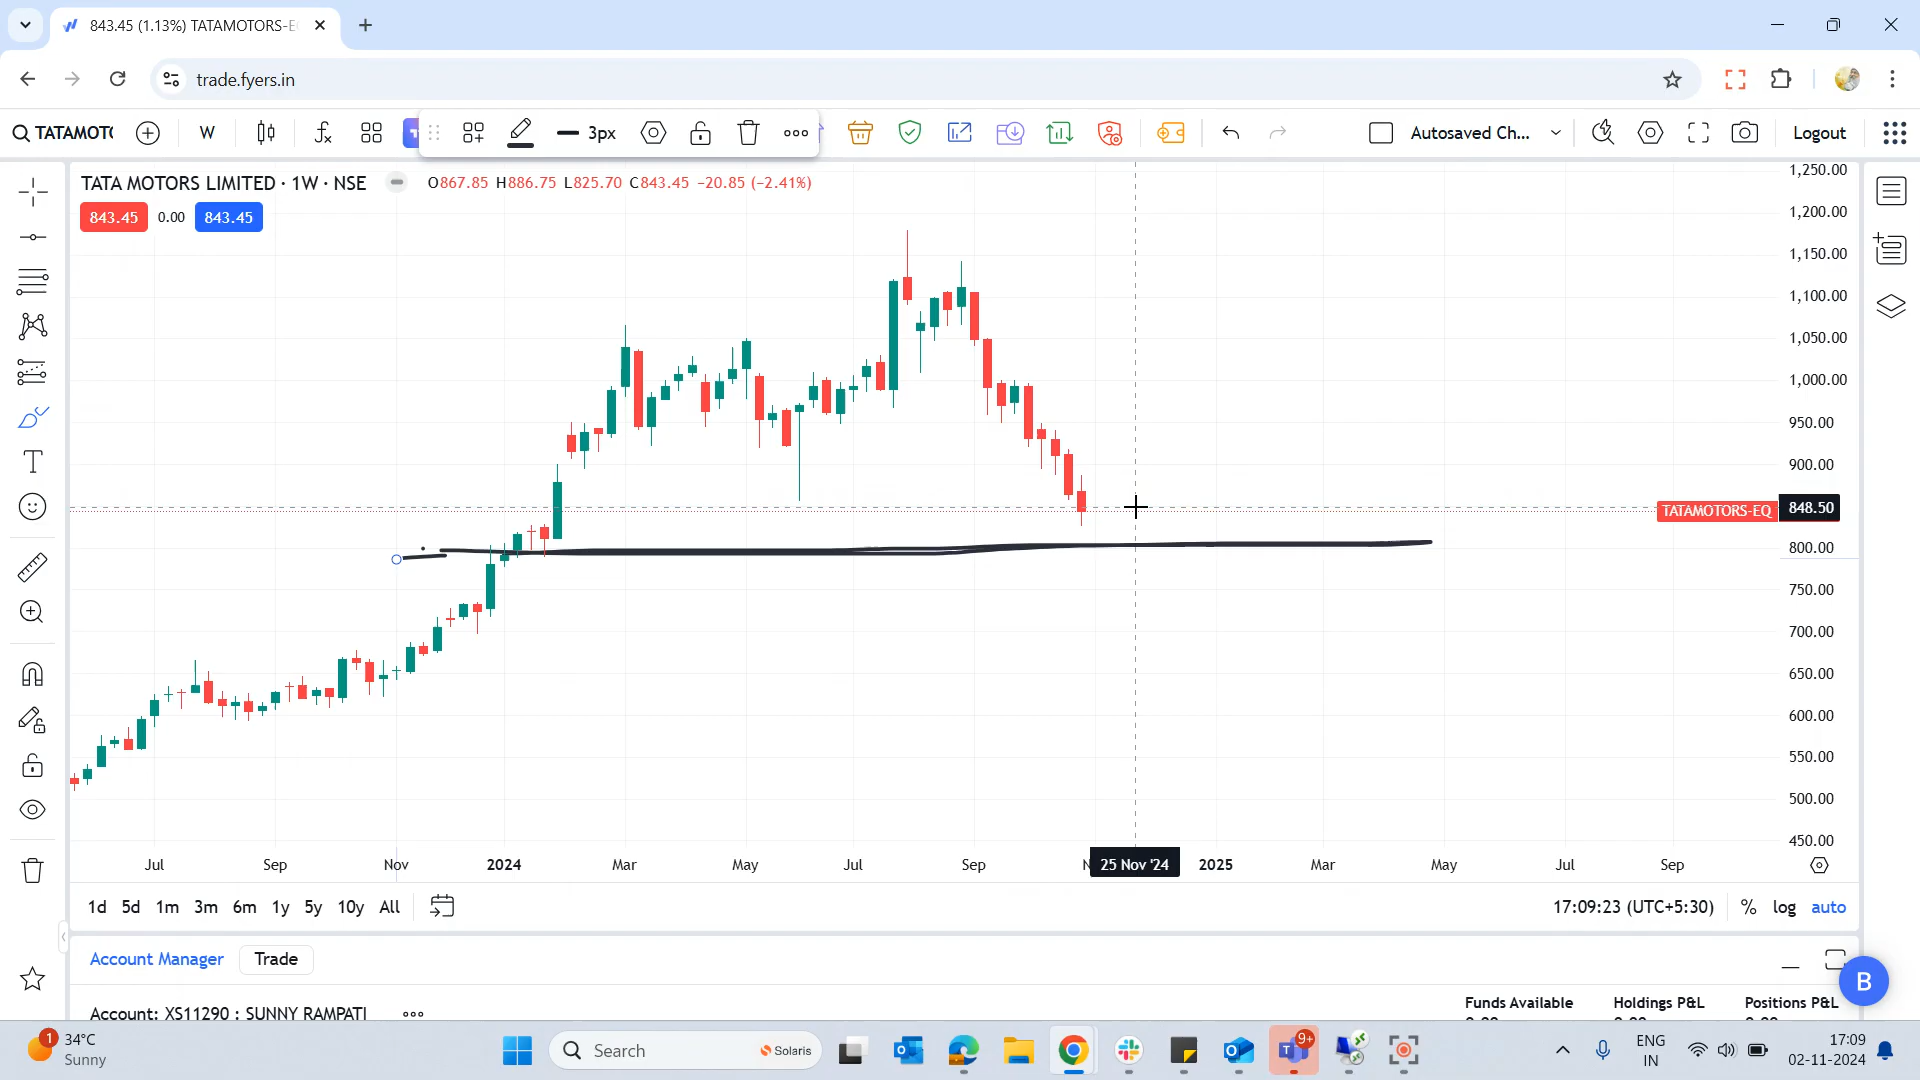 843.45 (1.13%) TATAMOTORS-E
trade.fyers.in
TATAMOT
W
3px
Autosaved Ch...
Logout
TATA MOTORS LIMITED · 1W · NSE
O867.85 H886.75 L825.70 C843.45 −20.85 (−2.41%)
843.45 0.00 843.45
1,250.00
1,200.00
1,150.00
1,100.00
1,050.00
1,000.00
950.00
900.00
TATAMOTORS-EQ 848.50
800.00
750.00
700.00
650.00
600.00
550.00
500.00
450.00
Jul Sep Nov 2024 Mar May Jul Sep 25 Nov '24 2025 Mar May Jul Sep
1d 5d 1m 3m 6m 1y 5y 10y All
17:09:23 (UTC+5:30) % log auto
Account Manager Trade
B
Account: XS11290 : SUNNY RAMPATI
Funds Available Holdings P&L Positions P&L
1 34°C
Sunny
Search
Solaris
9+
ENG
IN
17:09
02-11-2024